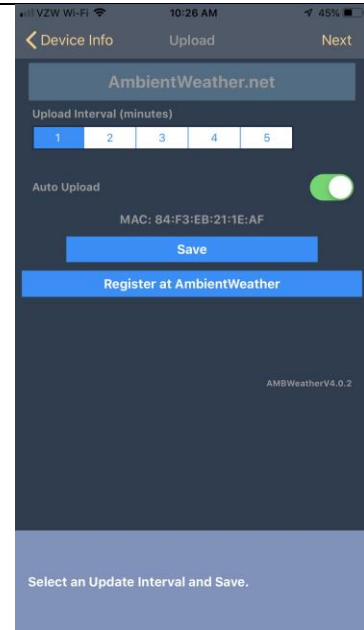 VZW Wi-Fi 10:26 AM 45%
Device Info Upload Next
AmbientWeather.net
Upload Interval (minutes)
1 2 3 4 5
Auto Upload
MAC: 84:F3:EB:21:1E:AF
Save
Register at AmbientWeather
AMBWeatherV4.0.2
Select an Update Interval and Save.